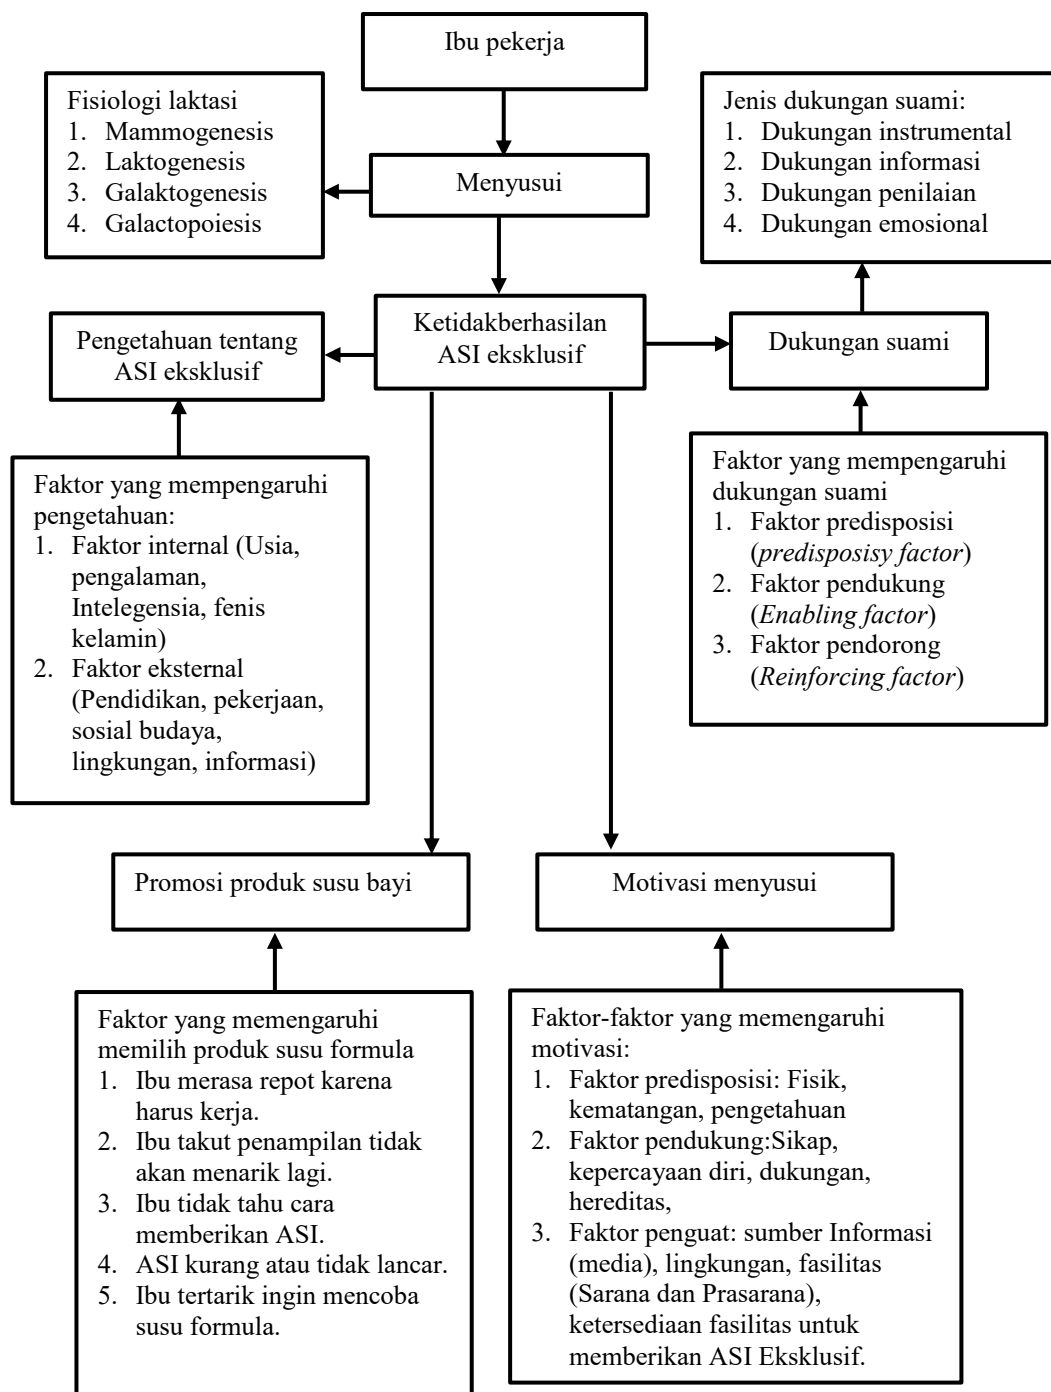 Ibu pekerja
Fisiologi laktasi
1. Mammogenesis
2. Laktogenesis
3. Galaktogenesis
4. Galactopoiesis
Menyusui
Jenis dukungan suami:
1. Dukungan instrumental
2. Dukungan informasi
3. Dukungan penilaian
4. Dukungan emosional
Pengetahuan tentang
ASI eksklusif
Ketidakberhasilan
ASI eksklusif
Dukungan suami
Faktor yang mempengaruhi
pengetahuan:
1. Faktor internal (Usia,
pengalaman,
Intelegensia, fenis
kelamin)
2. Faktor eksternal
(Pendidikan, pekerjaan,
sosial budaya,
lingkungan, informasi)
Faktor yang mempengaruhi
dukungan suami
1. Faktor predisposisi
(predisposisy factor)
2. Faktor pendukung
(Enabling factor)
3. Faktor pendorong
(Reinforcing factor)
Promosi produk susu bayi
Motivasi menyusui
Faktor yang memengaruhi
memilih produk susu formula
1. Ibu merasa repot karena
harus kerja.
2. Ibu takut penampilan tidak
akan menarik lagi.
3. Ibu tidak tahu cara
memberikan ASI.
4. ASI kurang atau tidak lancar.
5. Ibu tertarik ingin mencoba
susu formula.
Faktor-faktor yang memengaruhi
motivasi:
1. Faktor predisposisi: Fisik,
kematangan, pengetahuan
2. Faktor pendukung:Sikap,
kepercayaan diri, dukungan,
hereditas,
3. Faktor penguat: sumber Informasi
(media), lingkungan, fasilitas
(Sarana dan Prasarana),
ketersediaan fasilitas untuk
memberikan ASI Eksklusif.